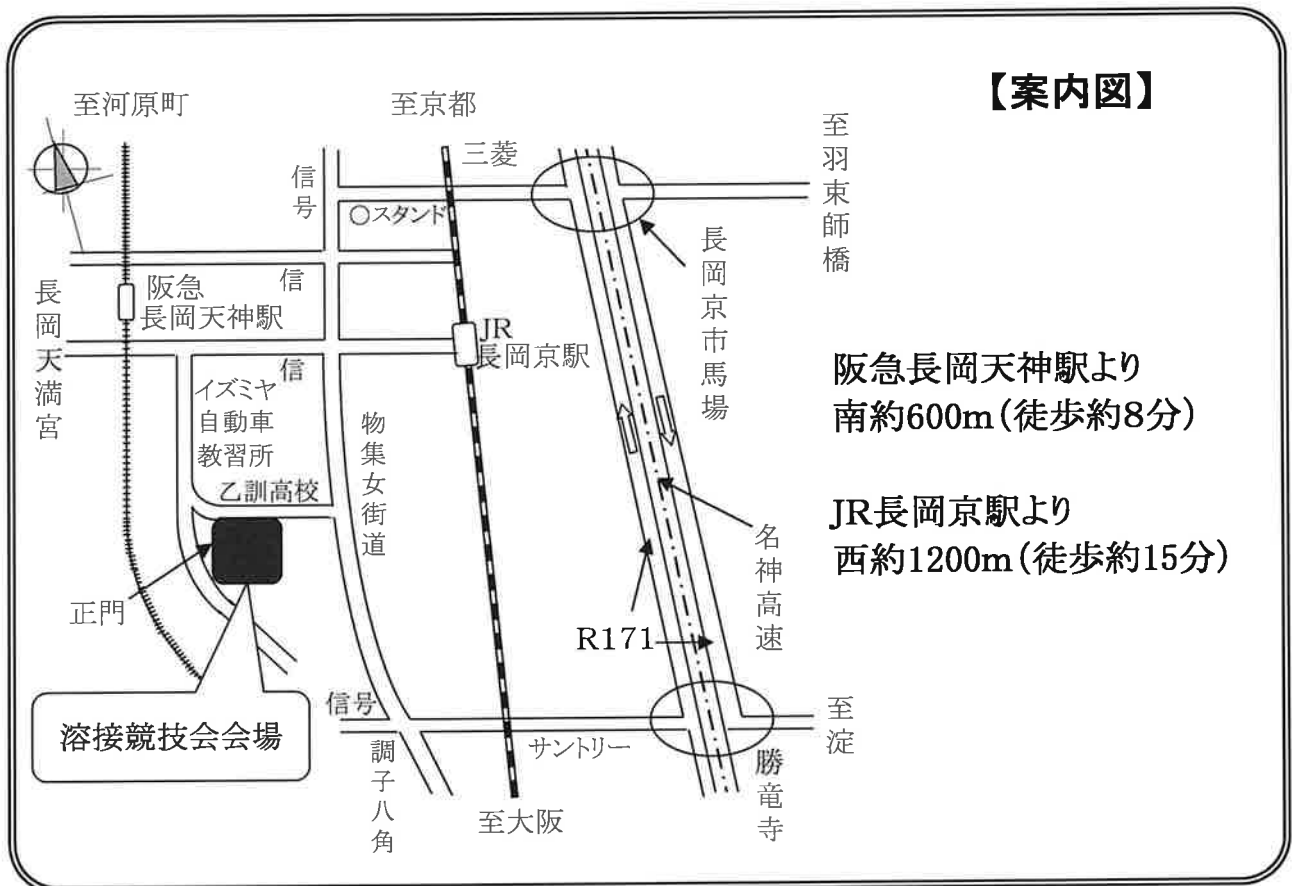 【案内図】
至河原町
至京都
三菱
至羽束師橋
信号
○スタンド
長岡京市馬場
信
阪急
長岡天神駅
長岡天満宮
JR
長岡京駅
信
イズミヤ
自動車
教習所
乙訓高校
物集女街道
阪急長岡天神駅より
南約600m(徒歩約8分)
JR長岡京駅より
西約1200m(徒歩約15分)
名神高速
正門
R171
溶接競技会会場
信号
調子八角
サントリー
至淀
勝竜寺
至大阪